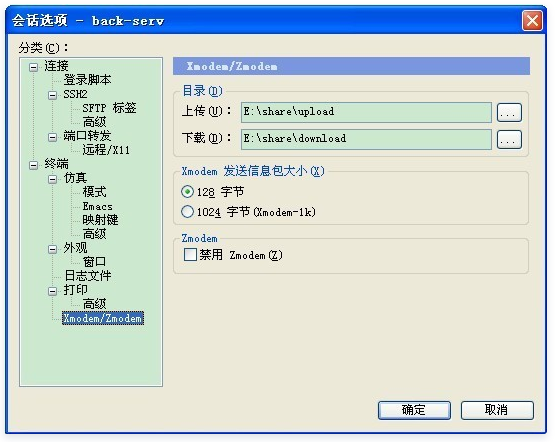 会话选项 - back-serv
分类(C)：
连接
登录脚本
SSH2
SFTP 标签
高级
端口转发
远程/X11
终端
仿真
模式
Emacs
映射键
高级
外观
窗口
日志文件
打印
高级
Xmodem/Zmodem
Xmodem/Zmodem
目录(D)
上传(U)： E:\share\upload ...
下载(D)： E:\share\download ...
Xmodem 发送信息包大小(X)
128 字节
1024 字节(Xmodem-1k)
Zmodem
禁用 Zmodem(Z)
确定 取消